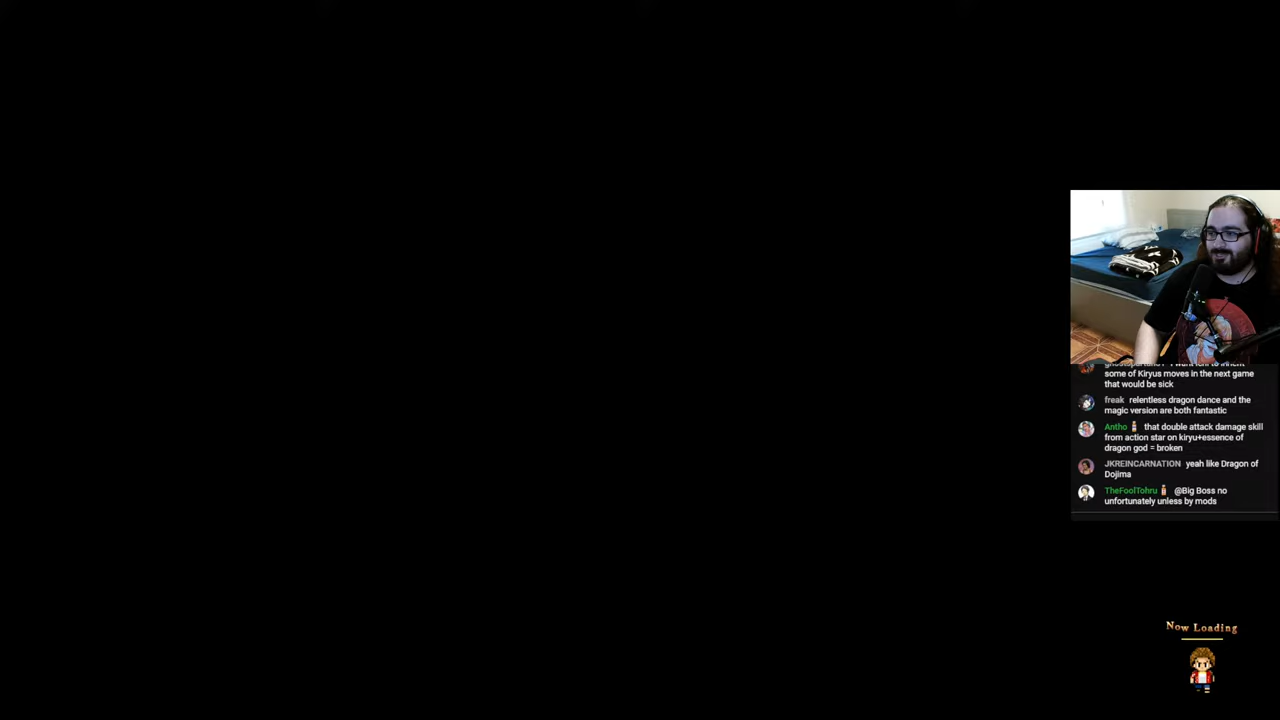 some of Kiryus moves in the next game
that would be sick
freak relentless dragon dance and the
magic version are both fantastic
Antho that double attack damage skill
from action star on kiryu+essence of
dragon god = broken
JKREINCARNATION yeah like Dragon of
Dojima
TheFoolTohru @Big Boss no
unfortunately unless by mods
Now Loading